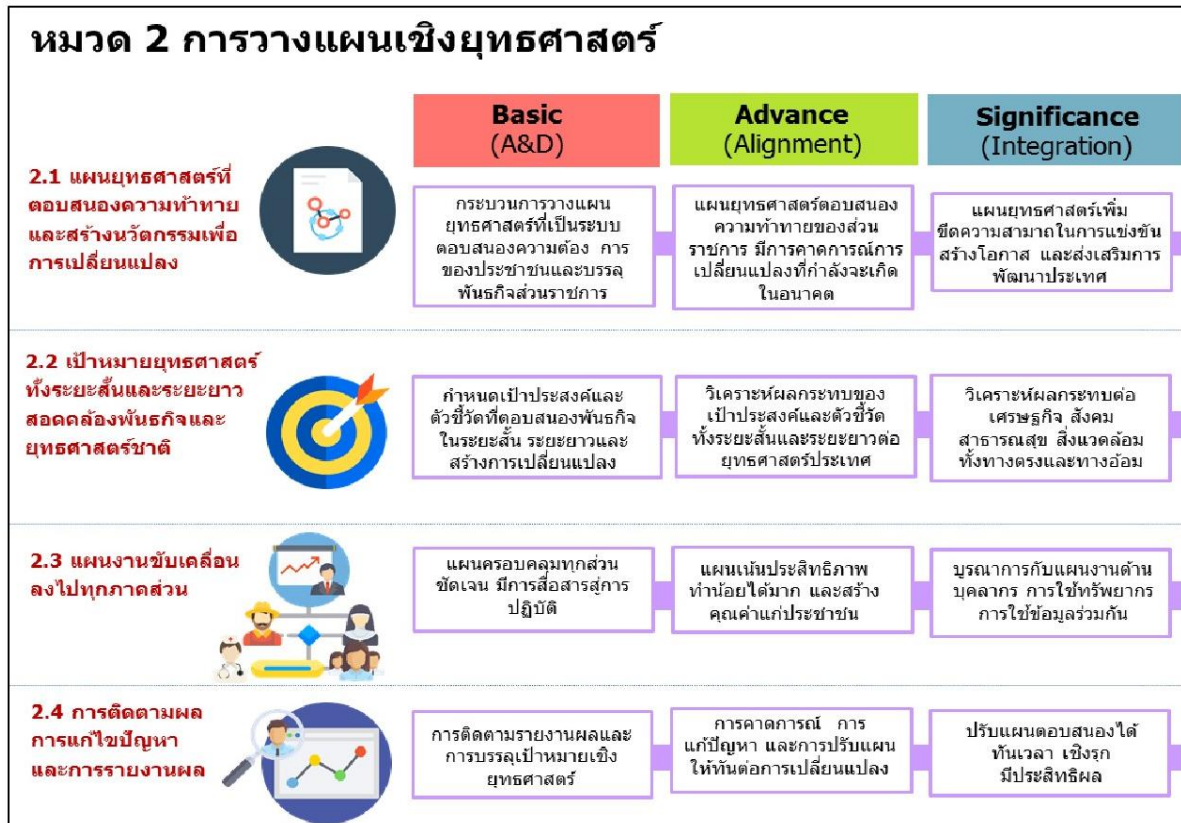 หมวด 2 การวางแผนเชิงยุทธศาสตร์
Basic
(A&D)
Advance
(Alignment)
Significance
(Integration)
2.1 แผนยุทธศาสตร์ที่
ตอบสนองความท้าทาย
และสร้างนวัตกรรมเพื่อ
การเปลี่ยนแปลง
กระบวนการวางแผน
ยุทธศาสตร์ที่เป็นระบบ
ตอบสนองความต้อง การ
ของประชาชนและบรรลุ
พันธกิจส่วนราชการ
แผนยุทธศาสตร์ตอบสนอง
ความท้าทายของส่วน
ราชการ มีการคาดการณ์การ
เปลี่ยนแปลงที่กำลังจะเกิด
ในอนาคต
แผนยุทธศาสตร์เพิ่ม
ขีดความสามาถในการแข่งขัน
สร้างโอกาส และส่งเสริมการ
พัฒนาประเทศ
2.2 เป้าหมายยุทธศาสตร์
ทั้งระยะสั้นและระยะยาว
สอดคล้องพันธกิจและ
ยุทธศาสตร์ชาติ
กำหนดเป้าประสงค์และ
ตัวชี้วัดที่ตอบสนองพันธกิจ
ในระยะสั้น ระยะยาวและ
สร้างการเปลี่ยนแปลง
วิเคราะห์ผลกระทบของ
เป้าประสงค์และตัวชี้วัด
ทั้งระยะสั้นและระยะยาวต่อ
ยุทธศาสตร์ประเทศ
วิเคราะห์ผลกระทบต่อ
เศรษฐกิจ สังคม
สาธารณสุข สิ่งแวดล้อม
ทั้งทางตรงและทางอ้อม
2.3 แผนงานขับเคลื่อน
ลงไปทุกภาคส่วน
แผนครอบคลุมทุกส่วน
ชัดเจน มีการสื่อสารสู่การ
ปฏิบัติ
แผนเน้นประสิทธิภาพ
ทำน้อยได้มาก และสร้าง
คุณค่าแก่ประชาชน
บูรณาการกับแผนงานด้าน
บุคลากร การใช้ทรัพยากร
การใช้ข้อมูลร่วมกัน
2.4 การติดตามผล
การแก้ไขปัญหา
และการรายงานผล
การติดตามรายงานผลและ
การบรรลุเป้าหมายเชิง
ยุทธศาสตร์
การคาดการณ์ การ
แก้ปัญหา และการปรับแผน
ให้ทันต่อการเปลี่ยนแปลง
ปรับแผนตอบสนองได้
ทันเวลา เชิงรุก
มีประสิทธิผล